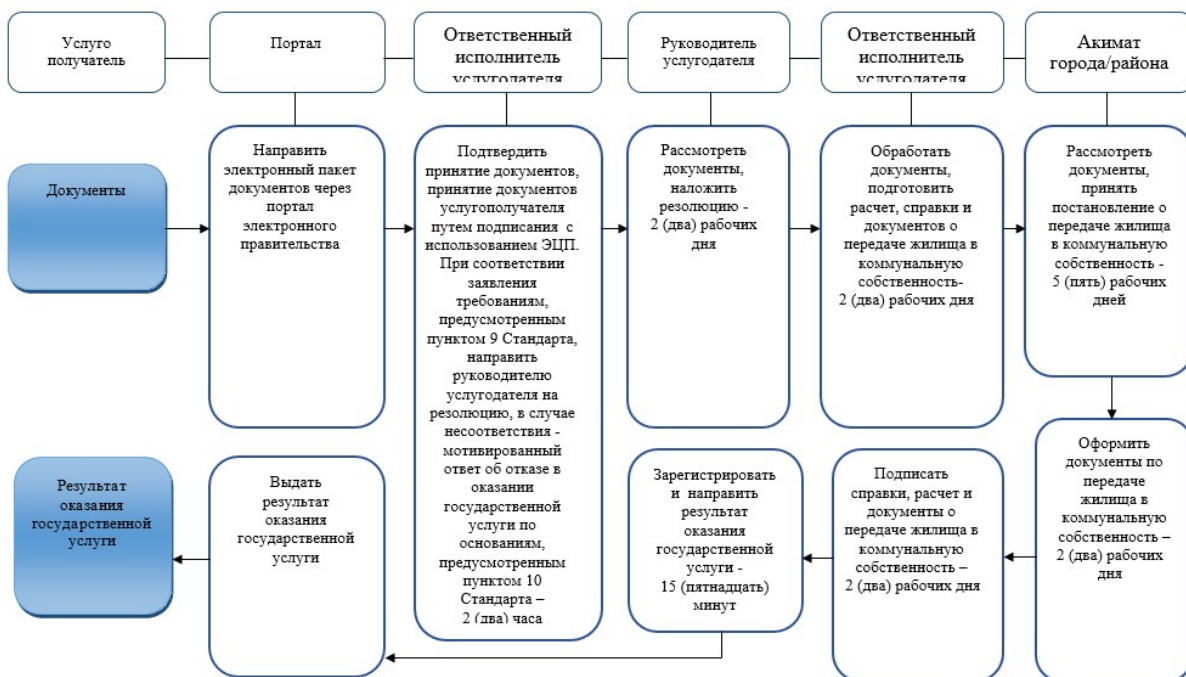 Услуго
получатель
Портал
Ответственный
исполнитель
услугодателя
Руководитель
услугодателя
Ответственный
исполнитель
услугодателя
Акимат
города/района
Документы
Направить
электронный пакет
документов через
портал
электронного
правительства
Подтвердить
принятие документов,
принятие документов
услугополучателя
путем подписания с
использованием ЭЦП.
При соответствии
заявления
требованиям,
предусмотренным
пунктом 9 Стандарта,
направить
руководителю
услугодателя на
резолюцию, в случае
несоответствия -
мотивированный
ответ об отказе в
оказании
государственной
услуги по
основаниям,
предусмотренным
пунктом 10
Стандарта –
2 (два) часа
Рассмотреть
документы,
наложить
резолюцию -
2 (два) рабочих
дня
Обработать
документы,
подготовить
расчет, справки и
документов о
передаче жилища в
коммунальную
собственность-
2 (два) рабочих дня
Рассмотреть
документы,
принять
постановление о
передаче жилища
в коммунальную
собственность -
5 (пять) рабочих
дней
Оформить
документы по
передаче
жилища в
коммунальную
собственность –
2 (два) рабочих
дня
Подписать
справки, расчет и
документы о
передаче жилища в
коммунальную
собственность –
2 (два) рабочих дня
Зарегистрировать
и направить
результат
оказания
государственной
услуги -
15 (пятнадцать)
минут
Выдать
результат
оказания
государственной
услуги
Результат
оказания
государственной
услуги